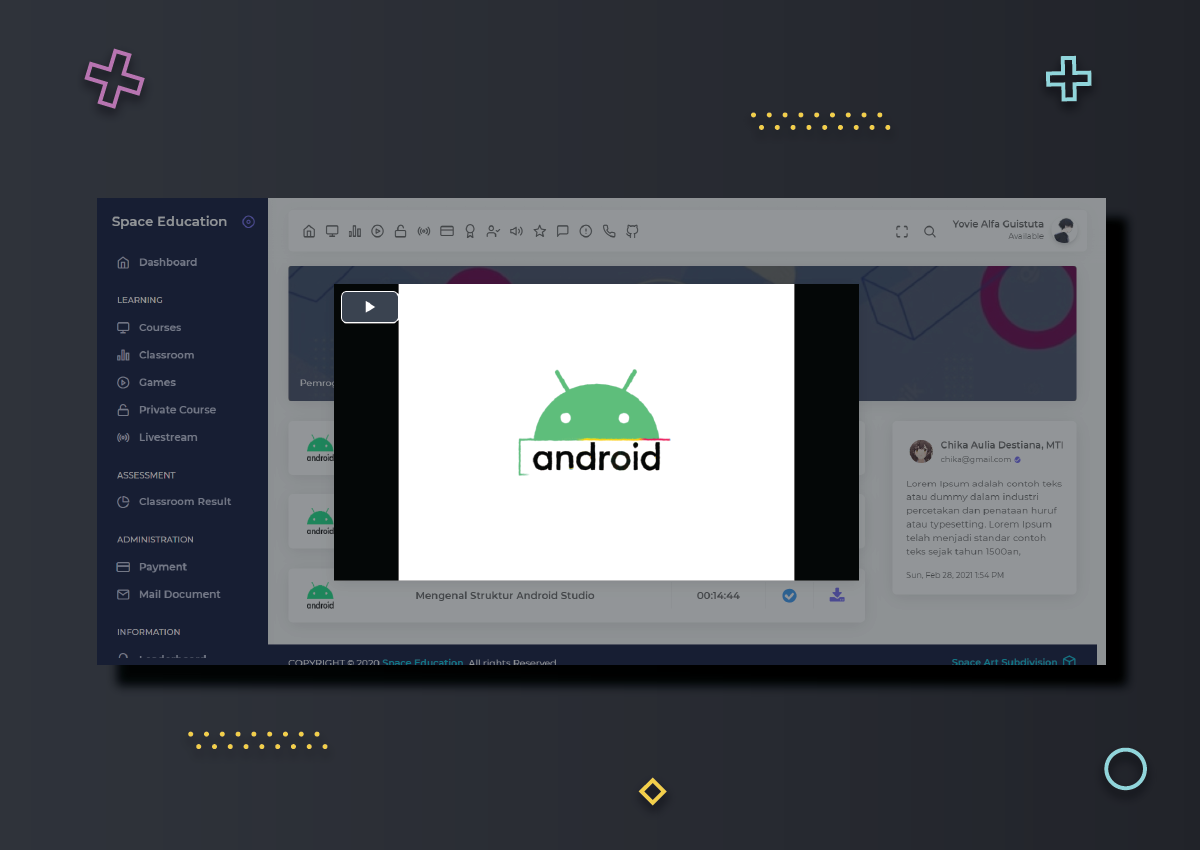 Space Education
Yovie Alfa Guistuta
Available
Dashboard
LEARNING
Courses
Classroom
Games
Private Course
Livestream
ASSESSMENT
Classroom Result
ADMINISTRATION
Payment
Mail Document
INFORMATION
android
android
android
android
Mengenal Struktur Android Studio
00:14:44
Chika Aulia Destiana, MTI
chika@gmail.com
Lorem Ipsum adalah contoh teks
atau dummy dalam industri
percetakan dan penataan huruf
atau typesetting. Lorem Ipsum
telah menjadi standar contoh
teks sejak tahun 1500an,
Sun, Feb 28, 2021 1:54 PM
COPYRIGHT © 2020 Space Education, All rights Reserved
Space Art Subdivision